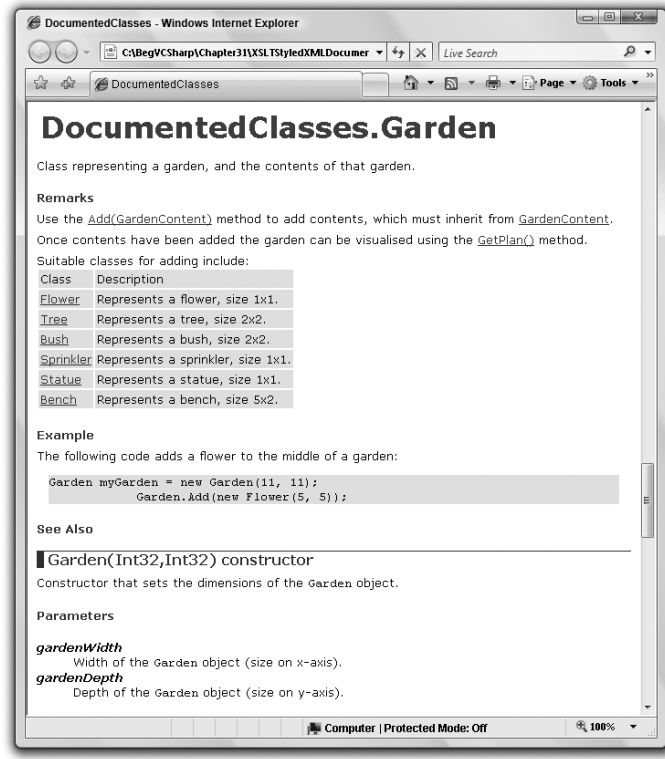 DocumentedClasses - Windows Internet Explorer
C:\BegVCSharp\Chapter31\XSLTStyledXMLDocumer
Live Search
DocumentedClasses
Page
Tools
DocumentedClasses.Garden
Class representing a garden, and the contents of that garden.
Remarks
Use the Add(GardenContent) method to add contents, which must inherit from GardenContent.
Once contents have been added the garden can be visualised using the GetPlan() method.
Suitable classes for adding include:
Class Description
Flower Represents a flower, size 1x1.
Tree Represents a tree, size 2x2.
Bush Represents a bush, size 2x2.
Sprinkler Represents a sprinkler, size 1x1.
Statue Represents a statue, size 1x1.
Bench Represents a bench, size 5x2.
Example
The following code adds a flower to the middle of a garden:
Garden myGarden = new Garden(11, 11);
Garden.Add(new Flower(5, 5));
See Also
Garden(Int32,Int32) constructor
Constructor that sets the dimensions of the Garden object.
Parameters
gardenWidth
Width of the Garden object (size on x-axis).
gardenDepth
Depth of the Garden object (size on y-axis).
Computer | Protected Mode: Off
100%